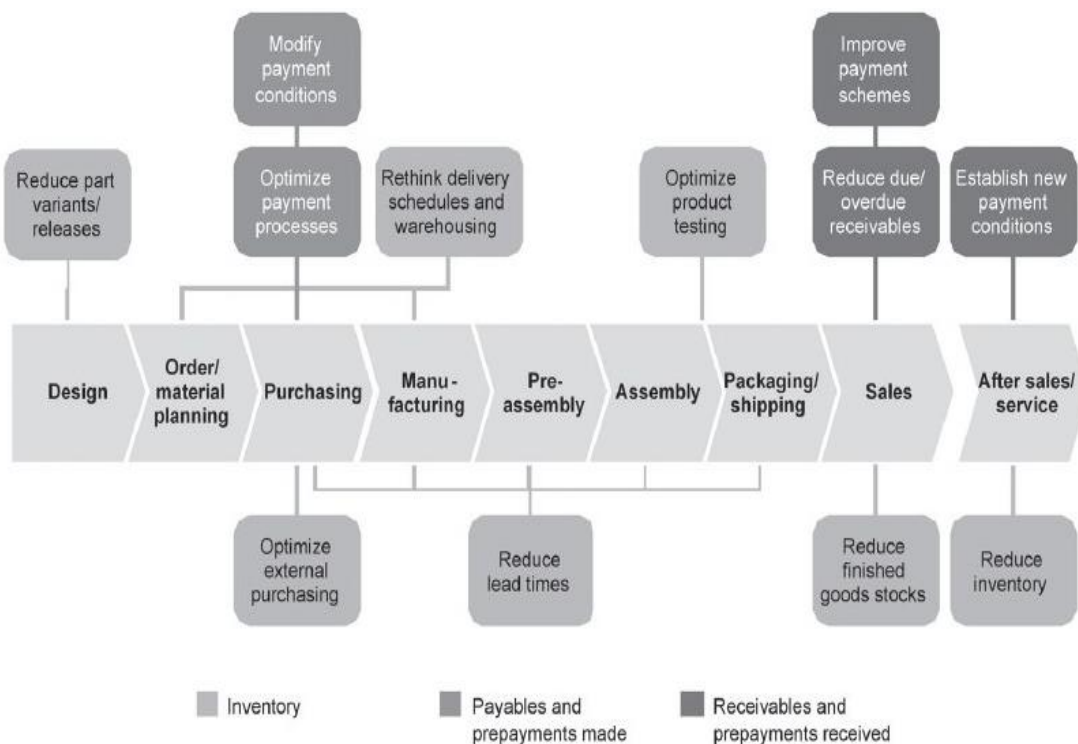 Modify
payment
conditions
Improve
payment
schemes
Reduce part
variants/
releases
Optimize
payment
processes
Rethink delivery
schedules and
warehousing
Optimize
product
testing
Reduce due/
overdue
receivables
Establish new
payment
conditions
Design
Order/
material
planning
Purchasing
Manu-
facturing
Pre-
assembly
Assembly
Packaging/
shipping
Sales
After sales/
service
Optimize
external
purchasing
Reduce
lead times
Reduce
finished
goods stocks
Reduce
inventory
Inventory
Payables and
prepayments made
Receivables and
prepayments received